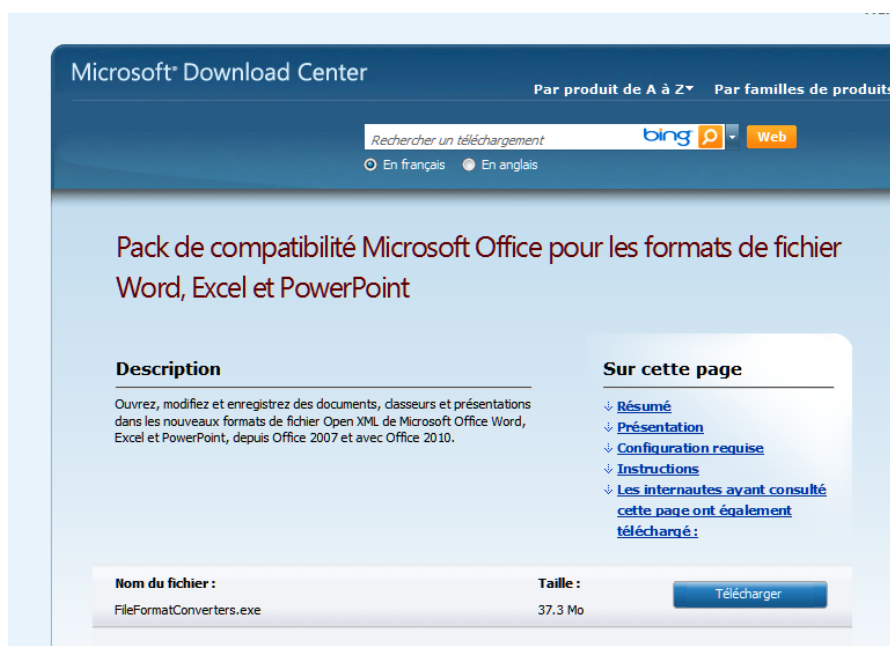 Microsoft® Download Center
Par produit de A à Z Par familles de produits
Rechercher un téléchargement bing Web
En français En anglais
Pack de compatibilité Microsoft Office pour les formats de fichier
Word, Excel et PowerPoint
Description
Ouvrez, modifiez et enregistrez des documents, classeurs et présentations
dans les nouveaux formats de fichier Open XML de Microsoft Office Word,
Excel et PowerPoint, depuis Office 2007 et avec Office 2010.
Sur cette page
Résumé
Présentation
Configuration requise
Instructions
Les internautes ayant consulté
cette page ont également
téléchargé :
Nom du fichier : Taille : Télécharger
FileFormatConverters.exe 37.3 Mo